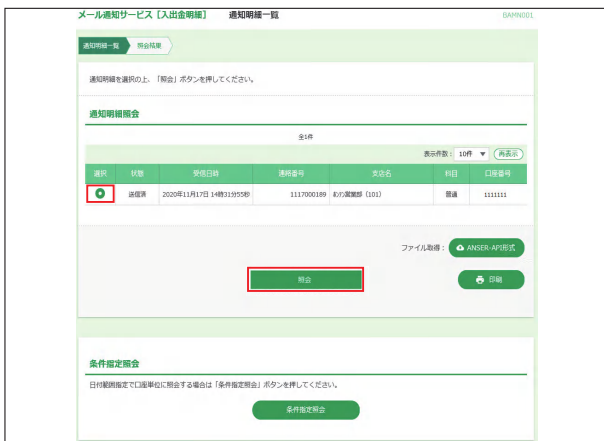 メール通知サービス［入出金明細］　通知明細一覧　BAMN001
通知明細一覧　照会結果
通知明細を選択の上、「照会」ボタンを押してください。
通知明細照会
全1件
表示件数： 10件 ▼ 再表示
選択　状態　受信日時　連絡番号　支店名　科目　口座番号
送信済　2020年11月17日 14時31分55秒　1117000189　営業部（101）　普通　1111111
ファイル取得： ANSER-API形式
照会　印刷
条件指定照会
日付範囲指定で口座単位に照会する場合は「条件指定照会」ボタンを押してください。
条件指定照会